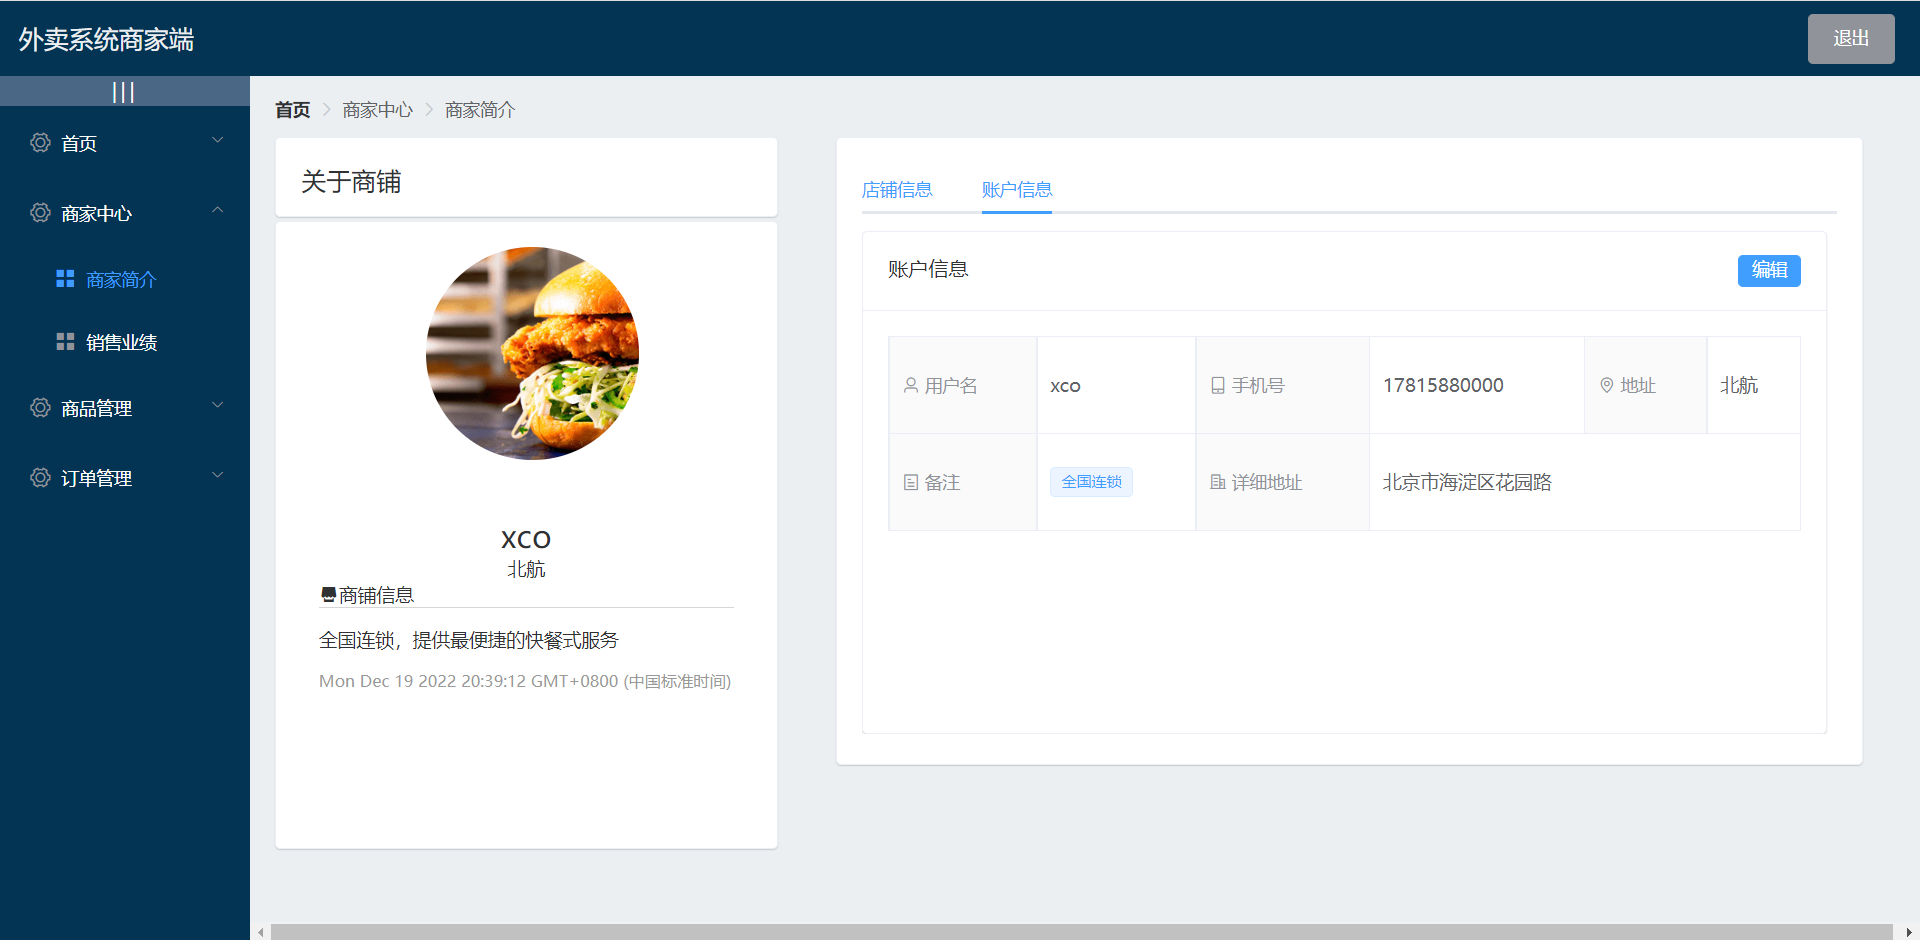 外卖系统商家端
退出
|||
首页
商家中心
商家简介
销售业绩
商品管理
订单管理
首页 > 商家中心 > 商家简介
关于商铺
xco
北航
商铺信息
全国连锁，提供最便捷的快餐式服务
Mon Dec 19 2022 20:39:12 GMT+0800 (中国标准时间)
店铺信息 账户信息
账户信息 编辑
用户名 xco 手机号 17815880000 地址 北航
备注 全国连锁 详细地址 北京市海淀区花园路